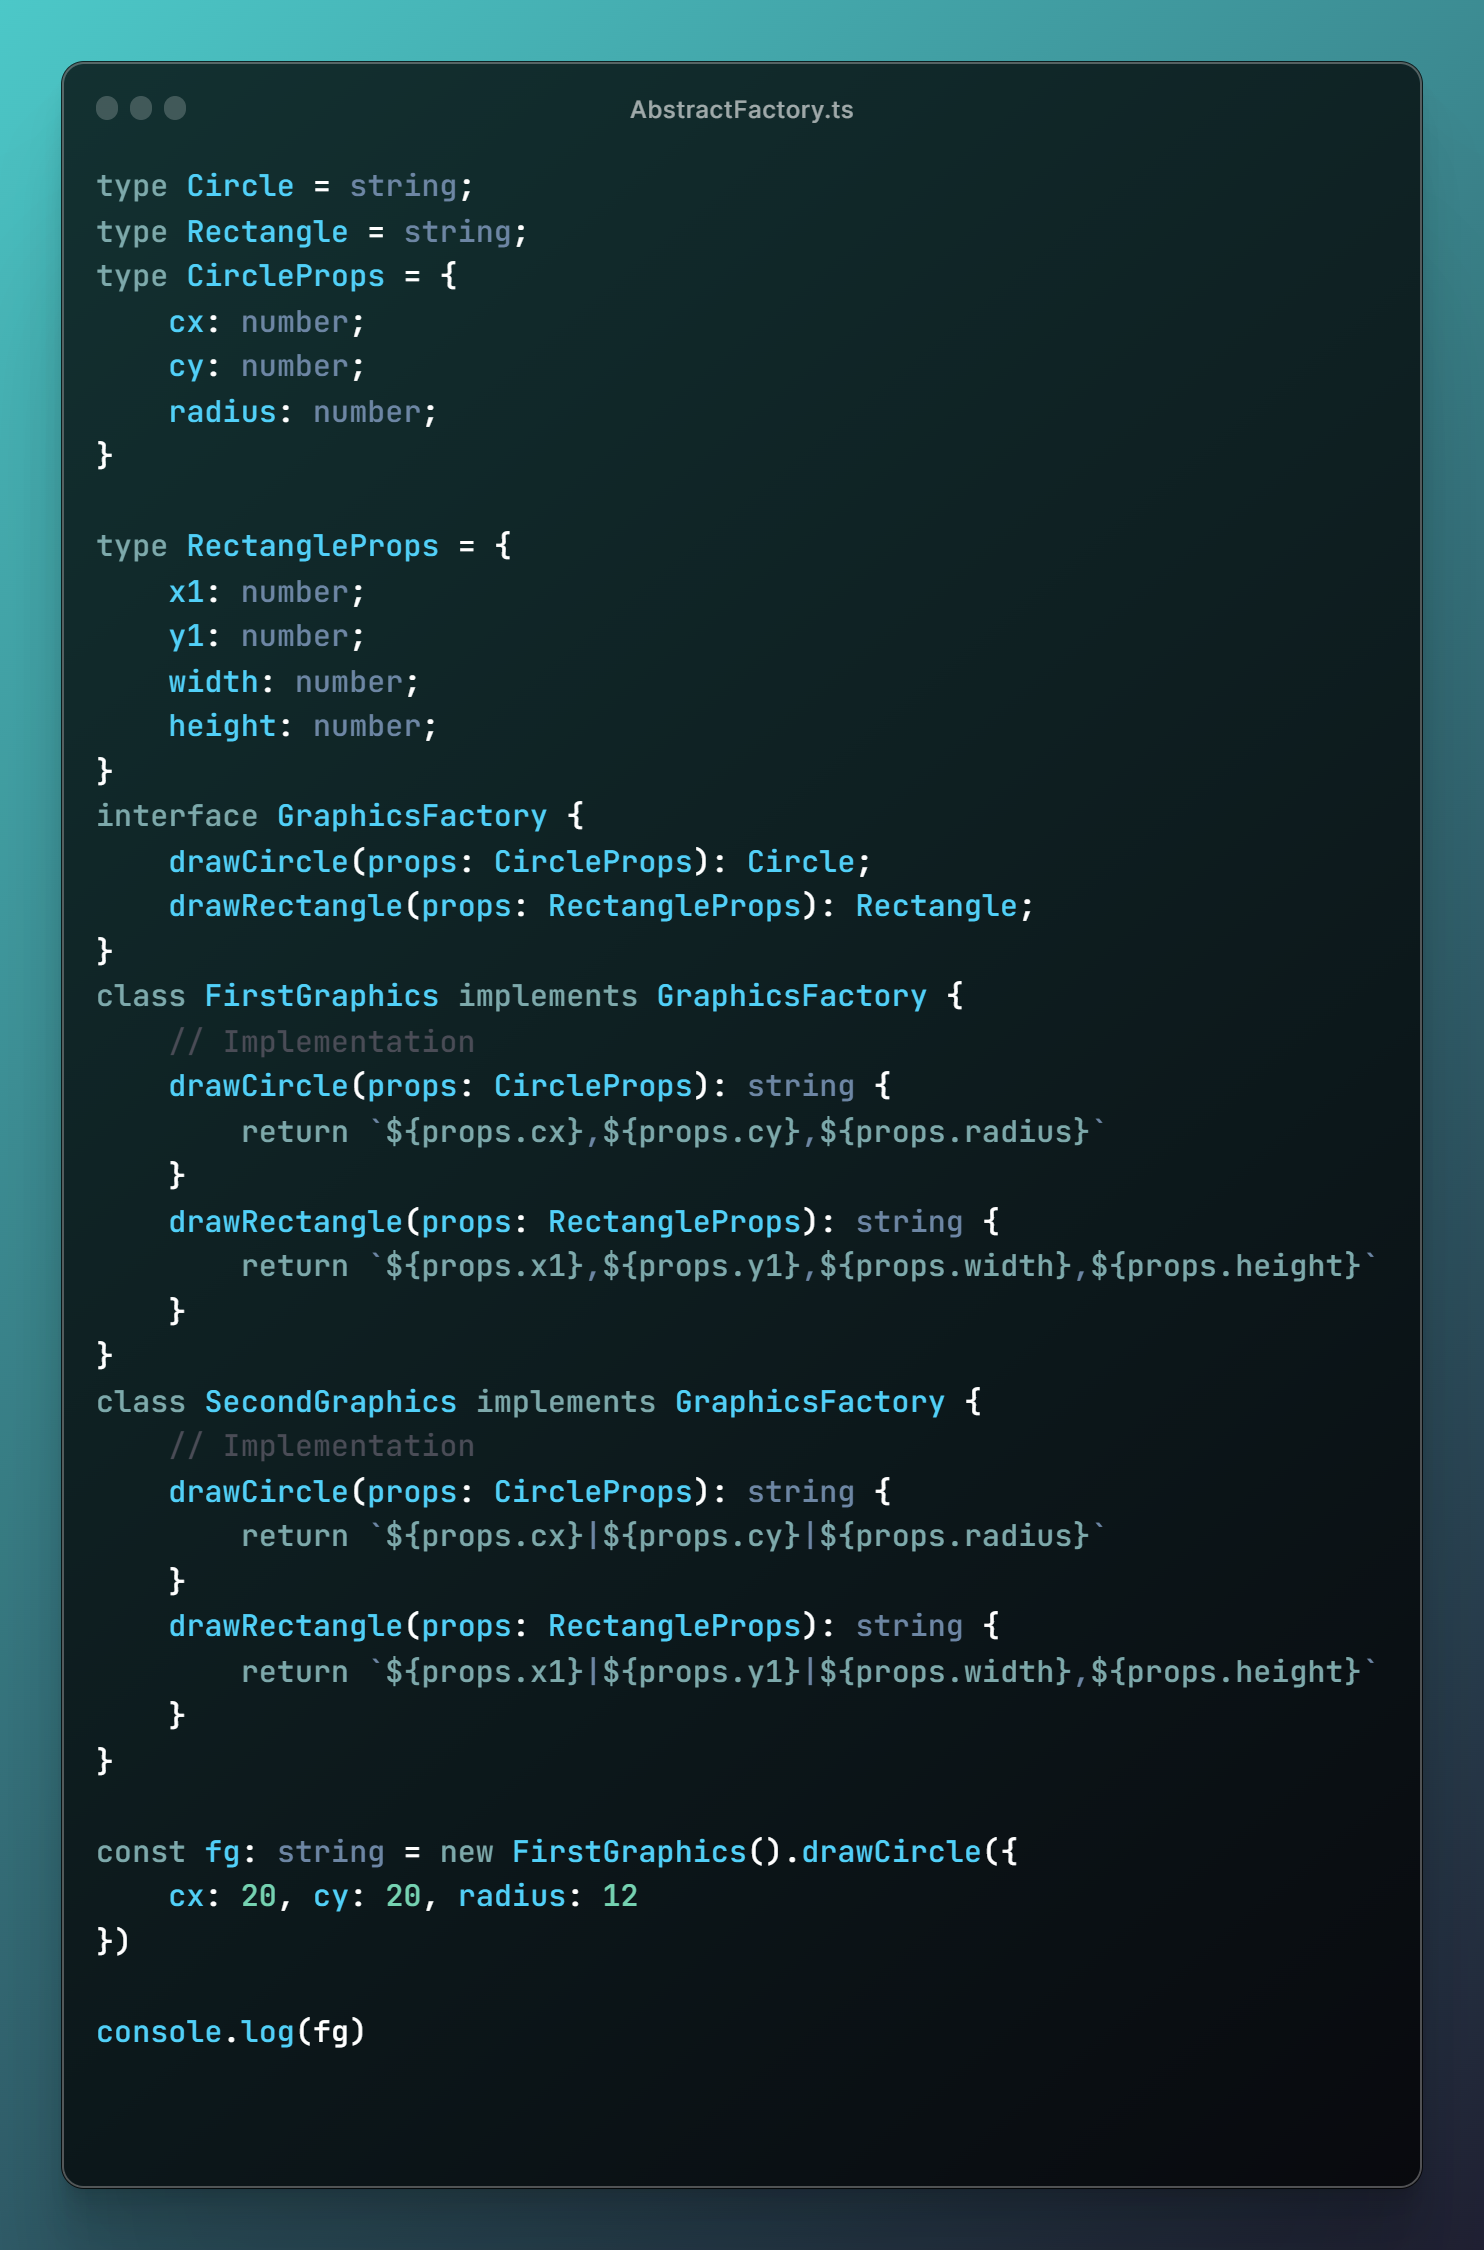 AbstractFactory.ts
type Circle = string;
type Rectangle = string;
type CircleProps = {
    cx: number;
    cy: number;
    radius: number;
}

type RectangleProps = {
    x1: number;
    y1: number;
    width: number;
    height: number;
}
interface GraphicsFactory {
    drawCircle(props: CircleProps): Circle;
    drawRectangle(props: RectangleProps): Rectangle;
}
class FirstGraphics implements GraphicsFactory {
    // Implementation
    drawCircle(props: CircleProps): string {
        return `${props.cx},${props.cy},${props.radius}`
    }
    drawRectangle(props: RectangleProps): string {
        return `${props.x1},${props.y1},${props.width},${props.height}`
    }
}
class SecondGraphics implements GraphicsFactory {
    // Implementation
    drawCircle(props: CircleProps): string {
        return `${props.cx}|${props.cy}|${props.radius}`
    }
    drawRectangle(props: RectangleProps): string {
        return `${props.x1}|${props.y1}|${props.width},${props.height}`
    }
}

const fg: string = new FirstGraphics().drawCircle({
    cx: 20, cy: 20, radius: 12
})

console.log(fg)